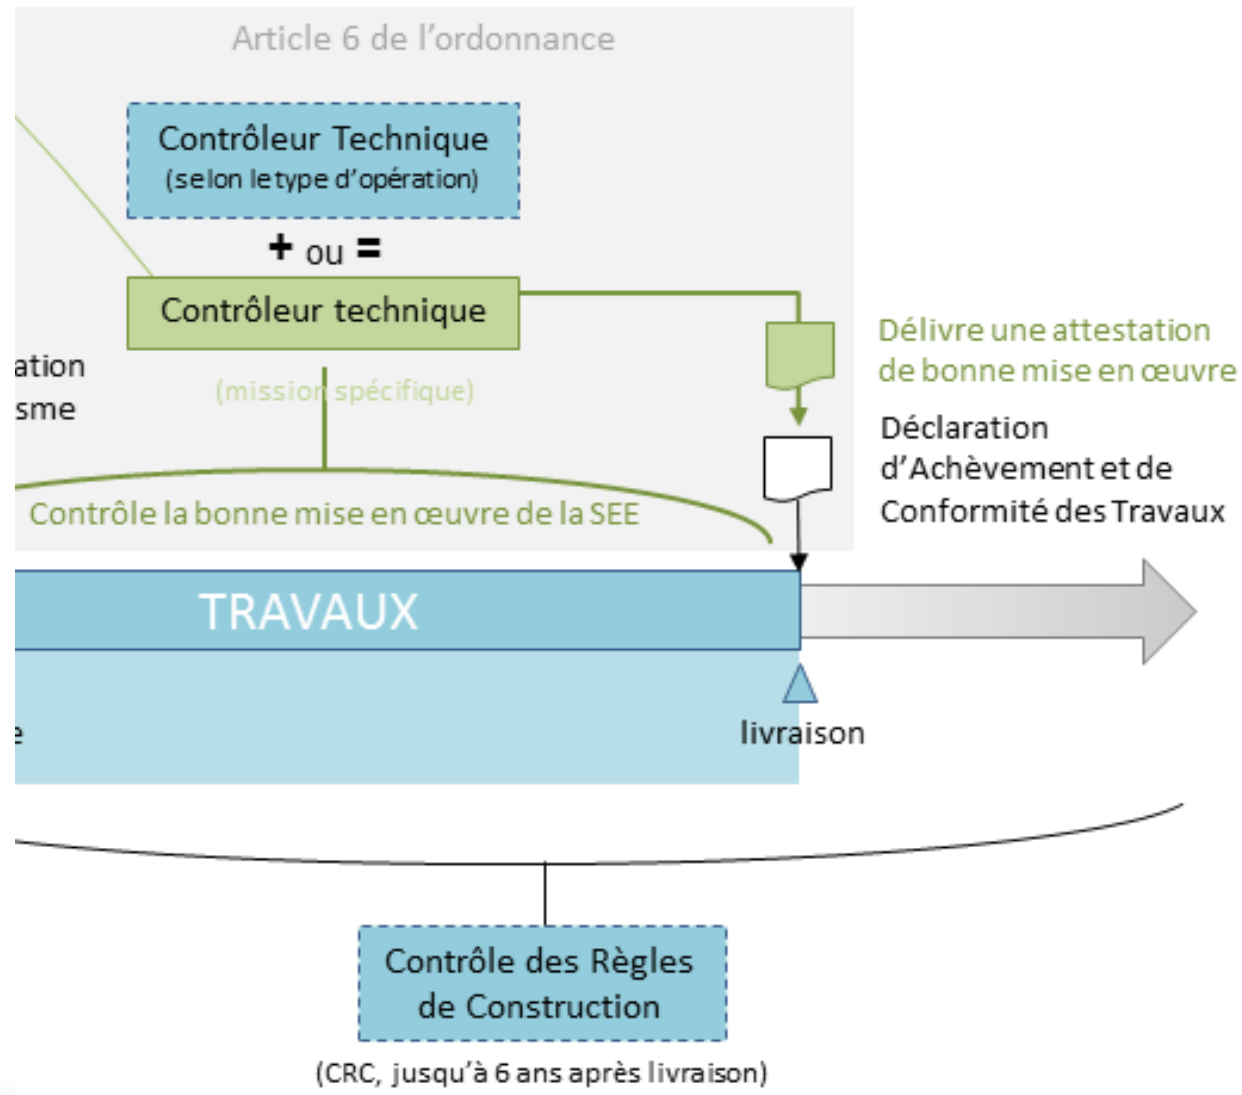 Article 6 de l'ordonnance
Contrôleur Technique
(selon le type d'opération)
+ ou =
Contrôleur technique
(mission spécifique)
ation
sme
Délivre une attestation
de bonne mise en œuvre
Déclaration
d'Achèvement et de
Conformité des Travaux
Contrôle la bonne mise en œuvre de la SEE
TRAVAUX
e
livraison
Contrôle des Règles
de Construction
(CRC, jusqu'à 6 ans après livraison)